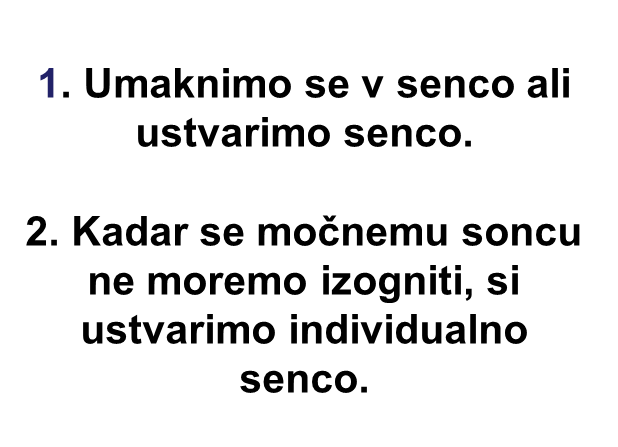 1. Umaknimo se v senco ali
ustvarimo senco.
2. Kadar se močnemu soncu
ne moremo izogniti, si
ustvarimo individualno
senco.